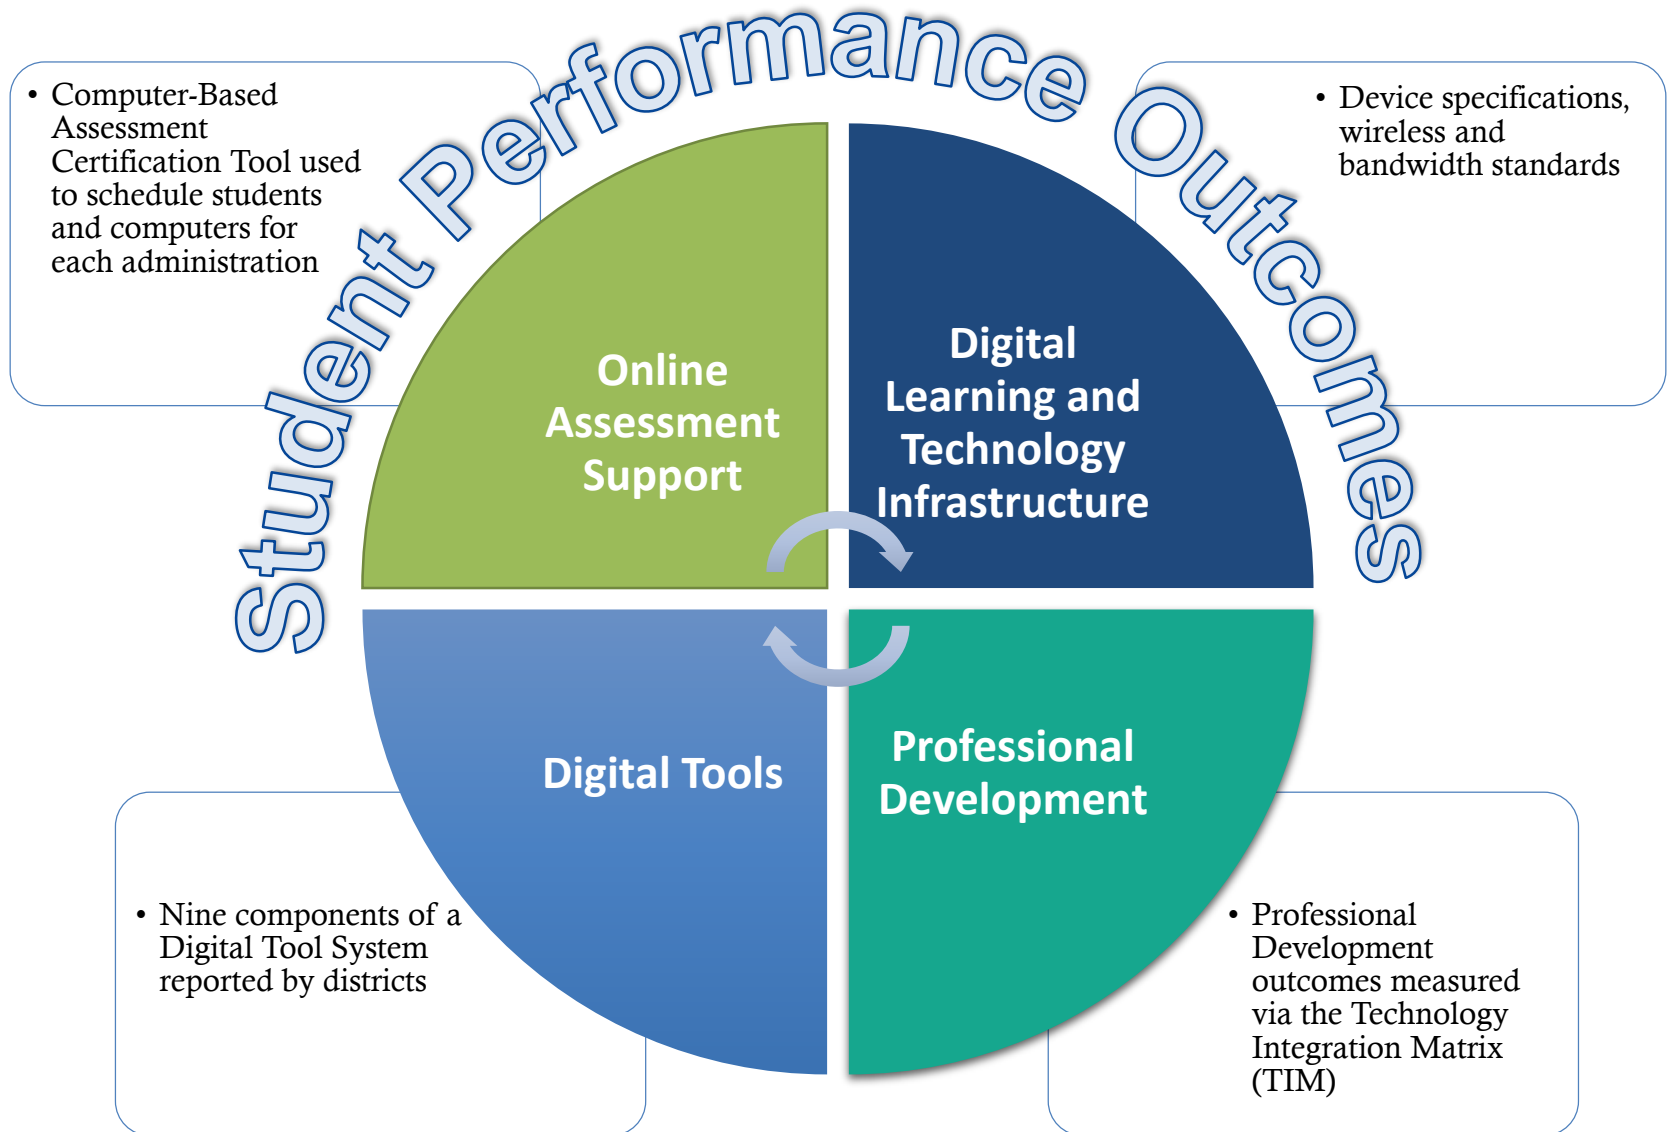 Student Performance Outcomes
• Computer-Based
Assessment
Certification Tool used
to schedule students
and computers for
each administration
• Device specifications,
wireless and
bandwidth standards
Online
Assessment
Support
Digital
Learning and
Technology
Infrastructure
Digital Tools
Professional
Development
• Nine components of a
Digital Tool System
reported by districts
• Professional
Development
outcomes measured
via the Technology
Integration Matrix
(TIM)